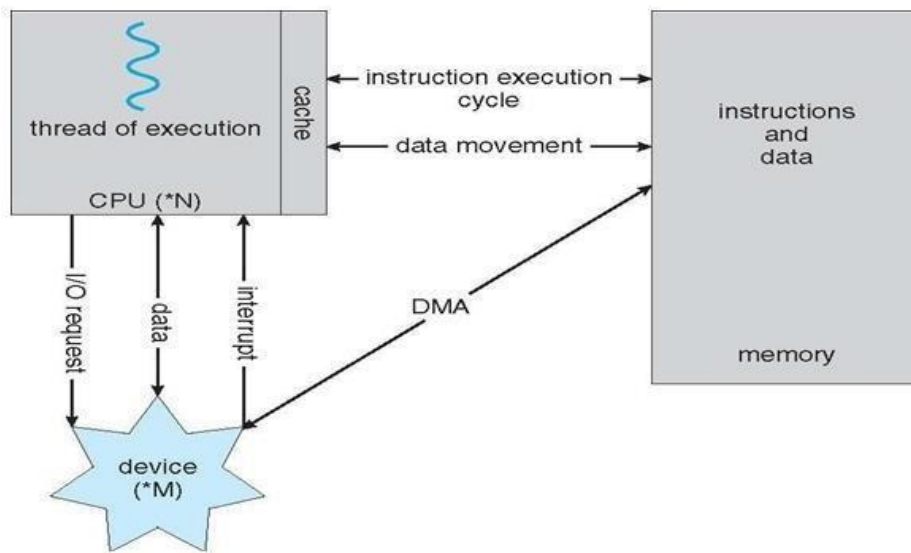 thread of execution
cache
CPU (*N)
instruction execution
cycle
data movement
instructions
and
data
I/O request
data
interrupt
DMA
memory
device
(*M)